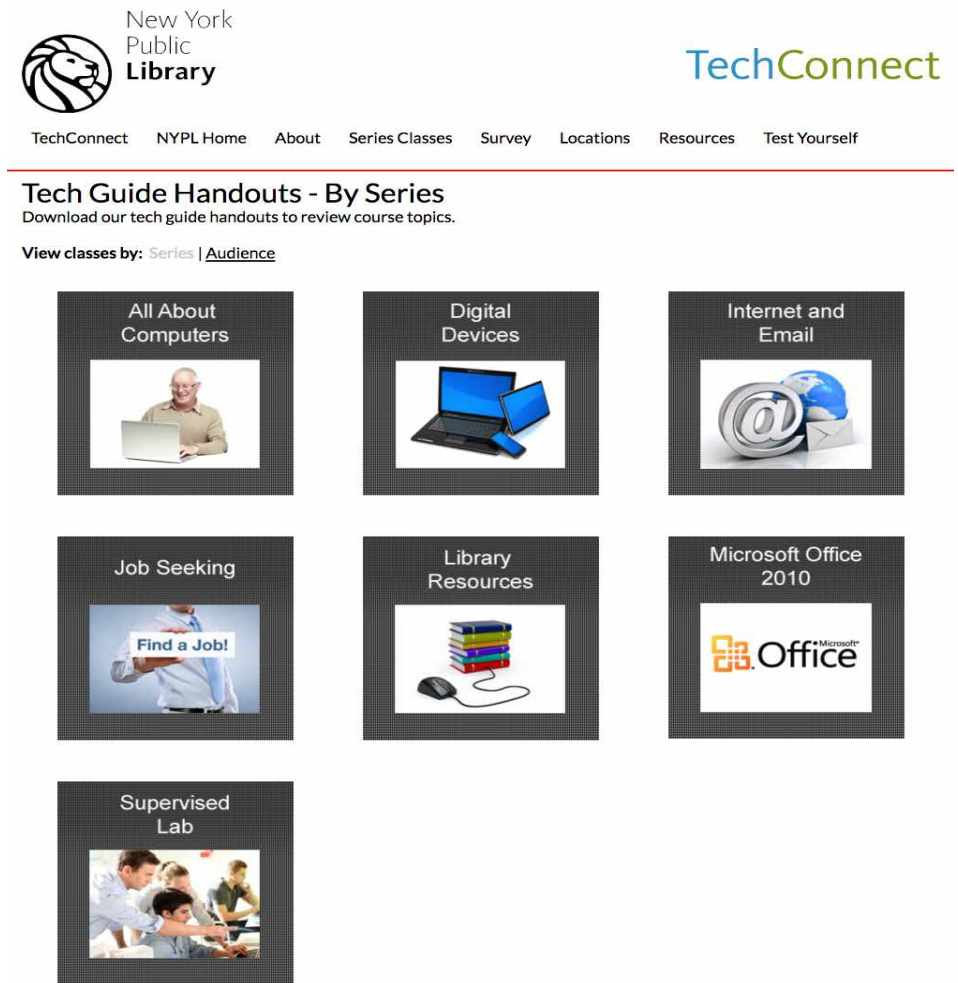 New York
Public
Library
TechConnect
TechConnect NYPL Home About Series Classes Survey Locations Resources Test Yourself
Tech Guide Handouts - By Series
Download our tech guide handouts to review course topics.
View classes by: Series | Audience
All About
Computers
Digital
Devices
Internet and
Email
@
Job Seeking
Find a Job!
Library
Resources
Microsoft Office
2010
Microsoft®
Office
Supervised
Lab